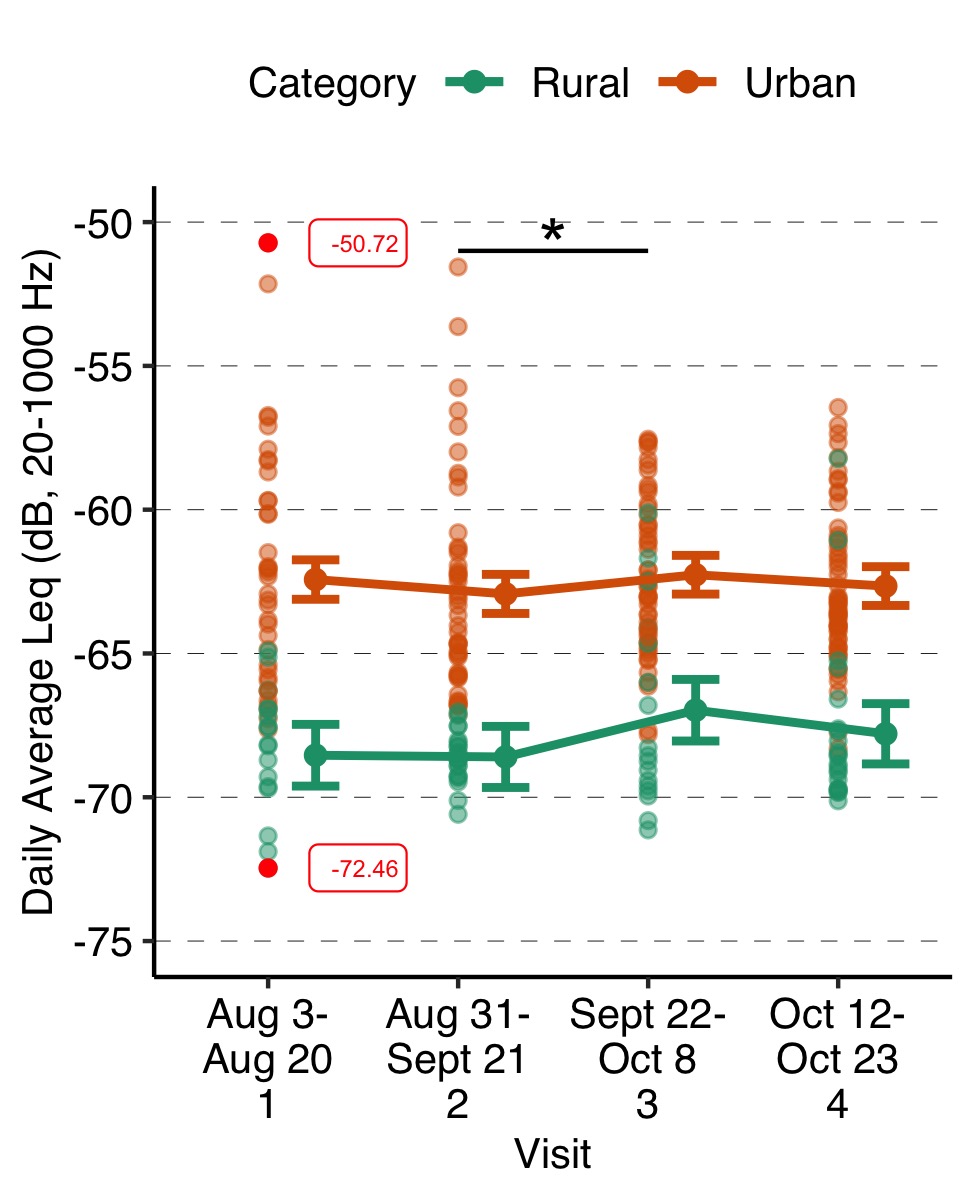 Category Rural Urban
Daily Average Leq (dB, 20-1000 Hz)
-50
-55
-60
-65
-70
-75
-50.72
*
-72.46
Aug 3- Aug 31- Sept 22- Oct 12-
Aug 20 Sept 21 Oct 8 Oct 23
1 2 3 4
Visit